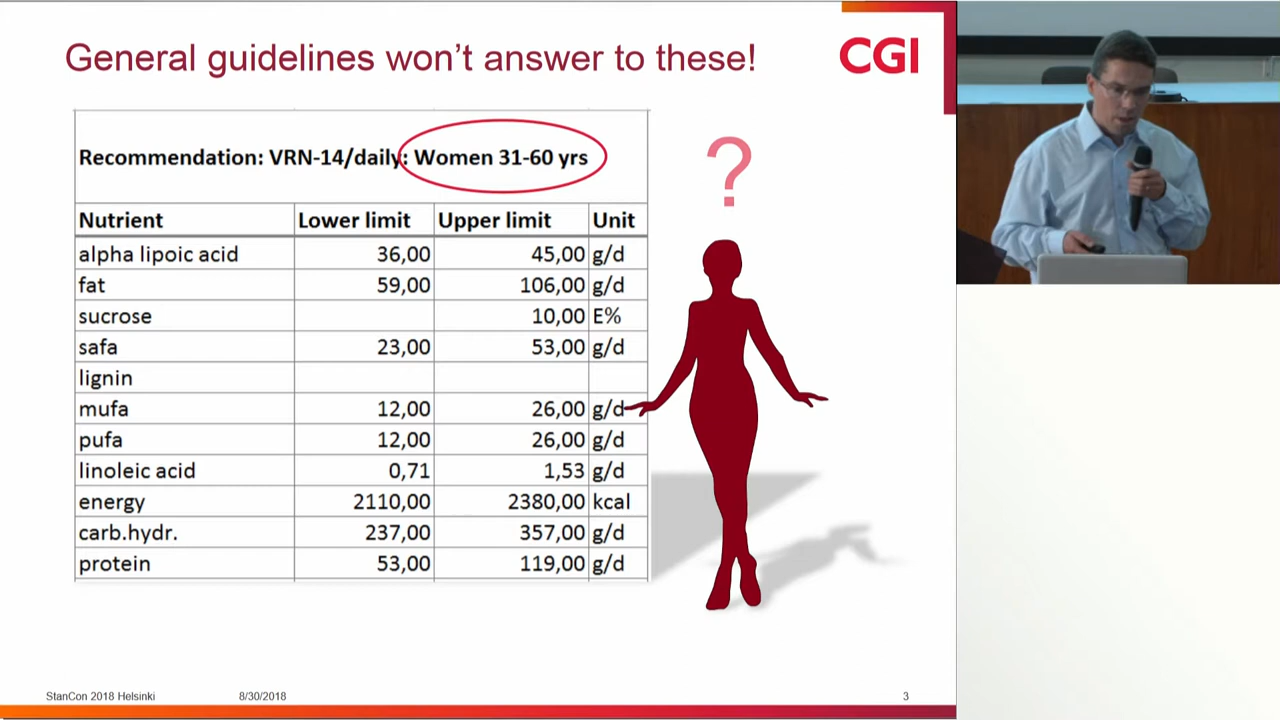 General guidelines won't answer to these!
CGI
Recommendation: VRN-14/daily: Women 31-60 yrs
?
Nutrient Lower limit Upper limit Unit
alpha lipoic acid 36,00 45,00 g/d
fat 59,00 106,00 g/d
sucrose 10,00 E%
safa 23,00 53,00 g/d
lignin
mufa 12,00 26,00 g/d
pufa 12,00 26,00 g/d
linoleic acid 0,71 1,53 g/d
energy 2110,00 2380,00 kcal
carb.hydr. 237,00 357,00 g/d
protein 53,00 119,00 g/d
StanCon 2018 Helsinki 8/30/2018 3